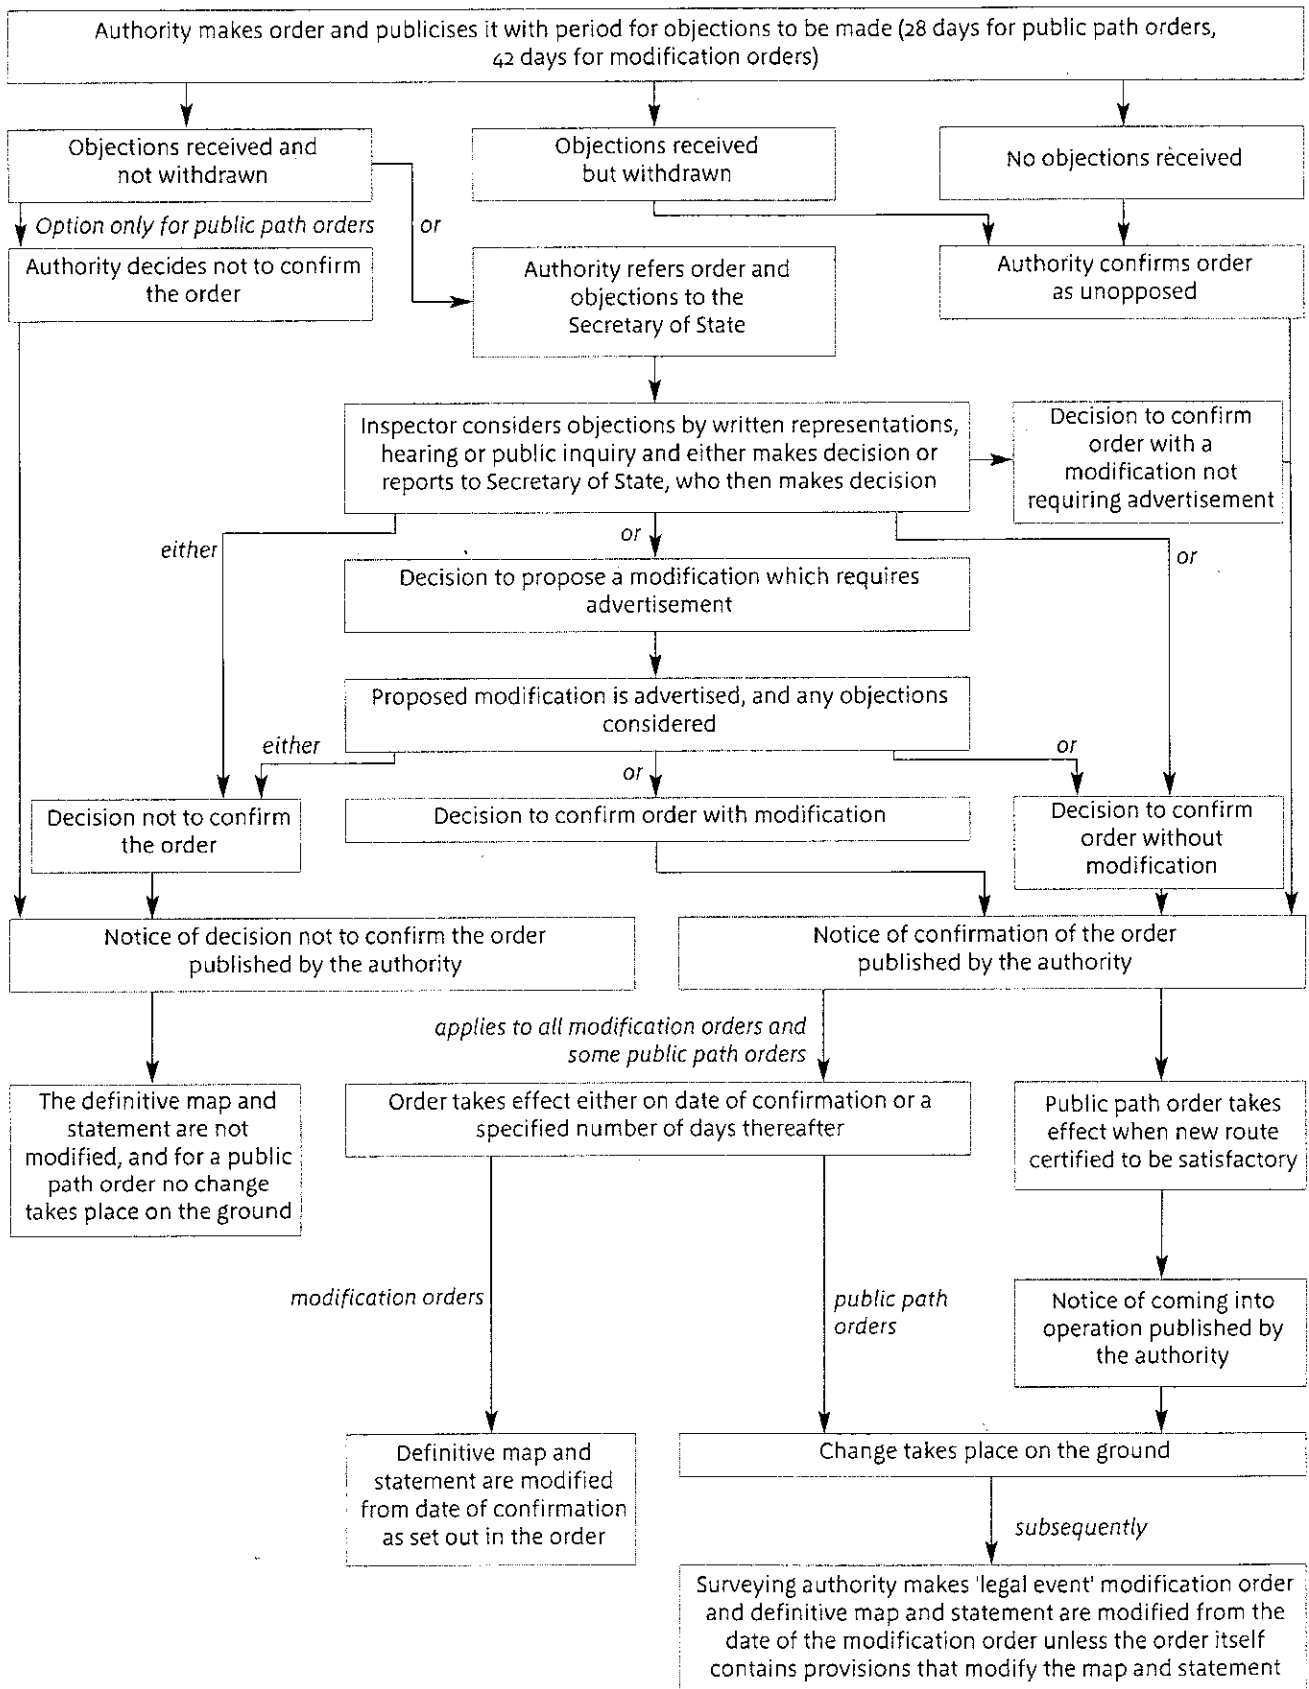 Authority makes order and publicises it with period for objections to be made (28 days for public path orders,
42 days for modification orders)
Objections received and
not withdrawn
Objections received
but withdrawn
No objections received
Option only for public path orders
or
Authority decides not to confirm
the order
Authority refers order and
objections to the
Secretary of State
Authority confirms order
as unopposed
Inspector considers objections by written representations,
hearing or public inquiry and either makes decision or
reports to Secretary of State, who then makes decision
Decision to confirm
order with a
modification not
requiring advertisement
either
or
or
Decision to propose a modification which requires
advertisement
Proposed modification is advertised, and any objections
considered
either
or
or
Decision not to confirm
the order
Decision to confirm order with modification
Decision to confirm
order without
modification
Notice of decision not to confirm the order
published by the authority
Notice of confirmation of the order
published by the authority
applies to all modification orders and
some public path orders
The definitive map and
statement are not
modified, and for a public
path order no change
takes place on the ground
Order takes effect either on date of confirmation or a
specified number of days thereafter
Public path order takes
effect when new route
certified to be satisfactory
modification orders
public path
orders
Notice of coming into
operation published by
the authority
Definitive map and
statement are modified
from date of confirmation
as set out in the order
Change takes place on the ground
subsequently
Surveying authority makes 'legal event' modification order
and definitive map and statement are modified from the
date of the modification order unless the order itself
contains provisions that modify the map and statement